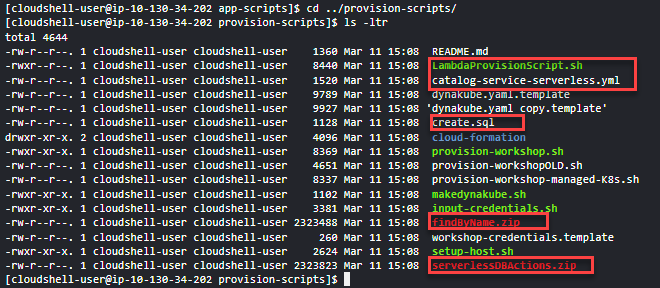 [cloudshell-user@ip-10-130-34-202 app-scripts]$ cd ../provision-scripts/
[cloudshell-user@ip-10-130-34-202 provision-scripts]$ ls -ltr
total 4644
-rw-r--r--. 1 cloudshell-user cloudshell-user    1360 Mar 11 15:08  README.md
-rw-r--r--. 1 cloudshell-user cloudshell-user    8440 Mar 11 15:08  LambdaProvisionScript.sh
-rw-r--r--. 1 cloudshell-user cloudshell-user    1520 Mar 11 15:08  catalog-service-serverless.yml
-rw-r--r--. 1 cloudshell-user cloudshell-user    9789 Mar 11 15:08  dynakube.yaml.template
-rw-r--r--. 1 cloudshell-user cloudshell-user    9927 Mar 11 15:08 'dynakube.yaml copy.template'
-rw-r--r--. 1 cloudshell-user cloudshell-user    1128 Mar 11 15:08  create.sql
drwxr-xr-x. 2 cloudshell-user cloudshell-user    4096 Mar 11 15:08  cloud-formation
-rwxr-xr-x. 1 cloudshell-user cloudshell-user    8369 Mar 11 15:08  provision-workshop.sh
-rw-r--r--. 1 cloudshell-user cloudshell-user    4651 Mar 11 15:08  provision-workshopOLD.sh
-rw-r--r--. 1 cloudshell-user cloudshell-user    8337 Mar 11 15:08  provision-workshop-managed-K8s.sh
-rwxr-xr-x. 1 cloudshell-user cloudshell-user    1102 Mar 11 15:08  makedynakube.sh
-rwxr-xr-x. 1 cloudshell-user cloudshell-user    3381 Mar 11 15:08  input-credentials.sh
-rw-r--r--. 1 cloudshell-user cloudshell-user 2323488 Mar 11 15:08  findByName.zip
-rw-r--r--. 1 cloudshell-user cloudshell-user     260 Mar 11 15:08  workshop-credentials.template
-rwxr-xr-x. 1 cloudshell-user cloudshell-user    2624 Mar 11 15:08  setup-host.sh
-rw-r--r--. 1 cloudshell-user cloudshell-user 2323823 Mar 11 15:08  serverlessDBActions.zip
[cloudshell-user@ip-10-130-34-202 provision-scripts]$